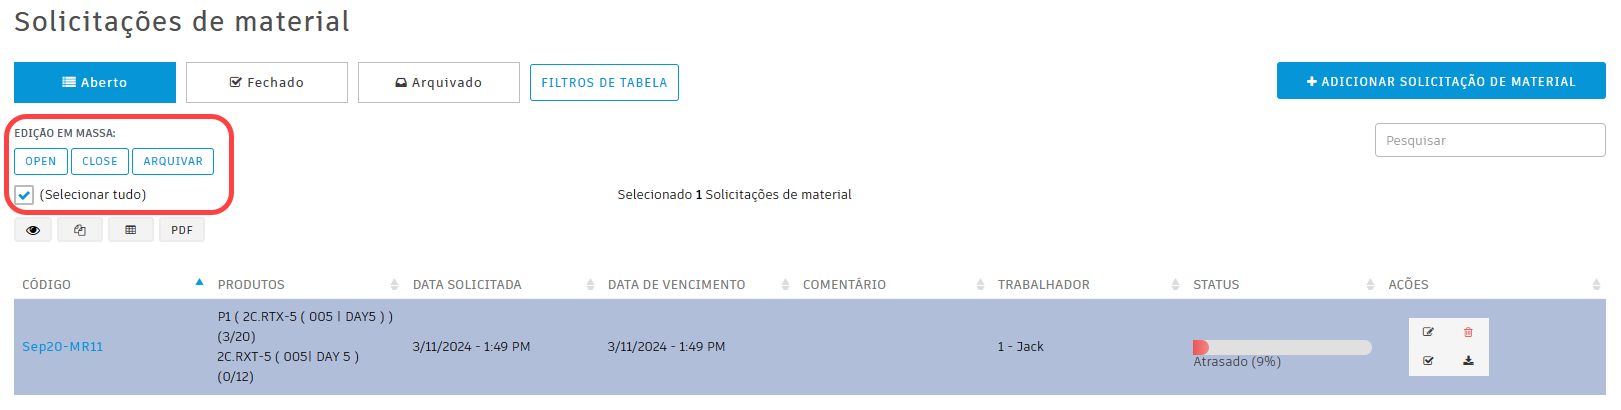 Solicitações de material
Aberto
Fechado
Arquivado
FILTROS DE TABELA
ADICIONAR SOLICITAÇÃO DE MATERIAL
EDIÇÃO EM MASSA:
Pesquisar
OPEN
CLOSE
ARQUIVAR
(Selecionar tudo)
Selecionado 1 Solicitações de material
PDF
CÓDIGO
PRODUTOS
DATA SOLICITADA
DATA DE VENCIMENTO
COMENTÁRIO
TRABALHADOR
STATUS
AÇÕES
Sep20-MR11
P1 ( 2C.RTX-5 ( 005 | DAY5 ) )
(3/20)
2C.RXT-5 ( 005| DAY 5 )
(0/12)
3/11/2024 - 1:49 PM
3/11/2024 - 1:49 PM
1 - Jack
Atrasado (9%)